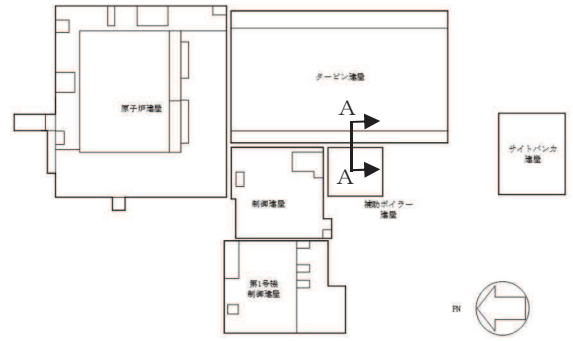 原子炉建屋
タービン建屋
A
A
サイトバンカ
建屋
制御建屋
補助ボイラー
建屋
第1号機
制御建屋
PN